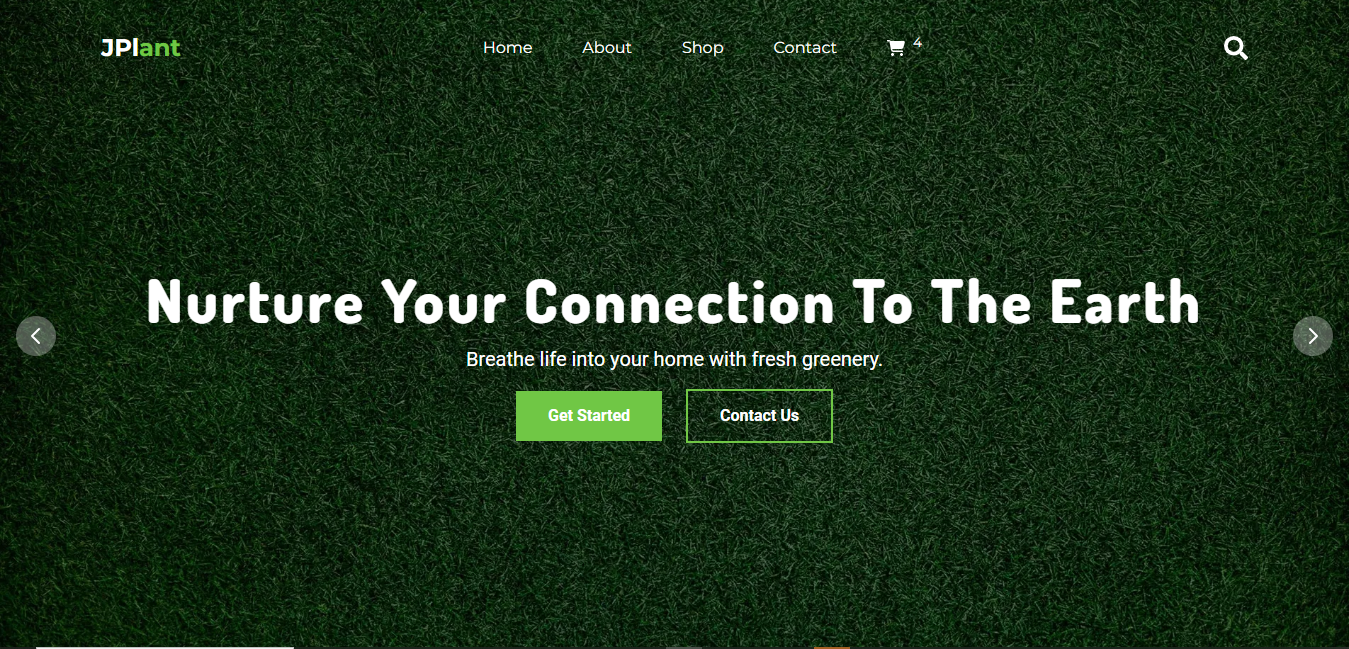 JPlant Home About Shop Contact 4
Nurture Your Connection To The Earth
Breathe life into your home with fresh greenery.
Get Started Contact Us